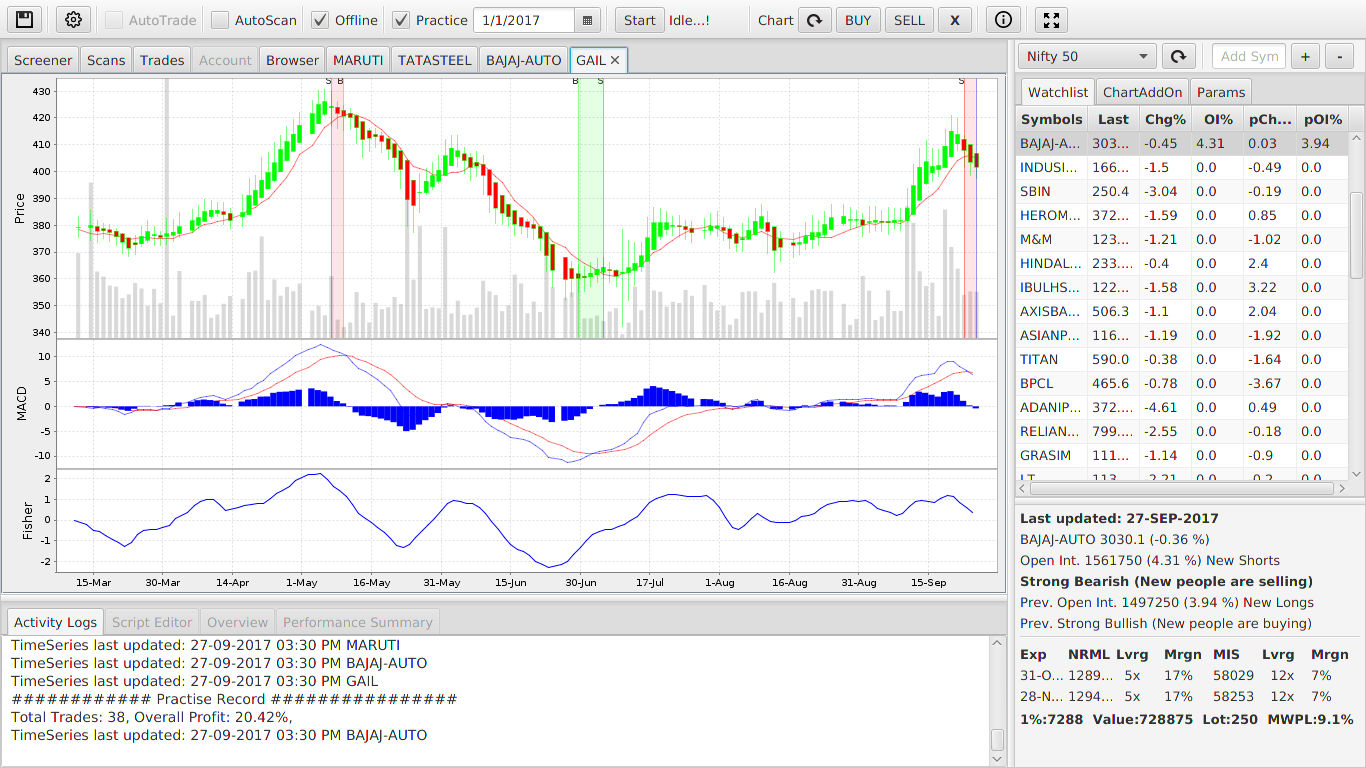 AutoTrade AutoScan Offline Practice 1/1/2017 Start Idle...! Chart BUY SELL X
Screener Scans Trades Account Browser MARUTI TATASTEEL BAJAJ-AUTO GAIL ✕
S B B S S
Price
430
420
410
400
390
380
370
360
350
340
MACD
10
5
0
-5
-10
Fisher
2
1
0
-1
-2
15-Mar 30-Mar 14-Apr 1-May 16-May 31-May 15-Jun 30-Jun 17-Jul 1-Aug 16-Aug 31-Aug 15-Sep
Activity Logs Script Editor Overview Performance Summary
TimeSeries last updated: 27-09-2017 03:30 PM MARUTI
TimeSeries last updated: 27-09-2017 03:30 PM BAJAJ-AUTO
TimeSeries last updated: 27-09-2017 03:30 PM GAIL
############ Practise Record ################
Total Trades: 38, Overall Profit: 20.42%,
TimeSeries last updated: 27-09-2017 03:30 PM BAJAJ-AUTO
Nifty 50 Add Sym + -
Watchlist ChartAddOn Params
Symbols Last Chg% OI% pCh... pOI%
BAJAJ-A... 303... -0.45 4.31 0.03 3.94
INDUSI... 166... -1.5 0.0 -0.49 0.0
SBIN 250.4 -3.04 0.0 -0.19 0.0
HEROM... 372... -1.59 0.0 0.85 0.0
M&M 123... -1.21 0.0 -1.02 0.0
HINDAL... 233.... -0.4 0.0 2.4 0.0
IBULHS... 122... -1.58 0.0 3.22 0.0
AXISBA... 506.3 -1.1 0.0 2.04 0.0
ASIANP... 116... -1.19 0.0 -1.92 0.0
TITAN 590.0 -0.38 0.0 -1.64 0.0
BPCL 465.6 -0.78 0.0 -3.67 0.0
ADANIP... 372.... -4.61 0.0 0.49 0.0
RELIAN... 799.... -2.55 0.0 -0.18 0.0
GRASIM 111... -1.14 0.0 -0.9 0.0
LT 113... -2.21 0.0 -0.2 0.0
Last updated: 27-SEP-2017
BAJAJ-AUTO 3030.1 (-0.36 %)
Open Int. 1561750 (4.31 %) New Shorts
Strong Bearish (New people are selling)
Prev. Open Int. 1497250 (3.94 %) New Longs
Prev. Strong Bullish (New people are buying)
Exp NRML Lvrg Mrgn MIS Lvrg Mrgn
31-O... 1289... 5x 17% 58029 12x 7%
28-N... 1294... 5x 17% 58253 12x 7%
1%:7288 Value:728875 Lot:250 MWPL:9.1%